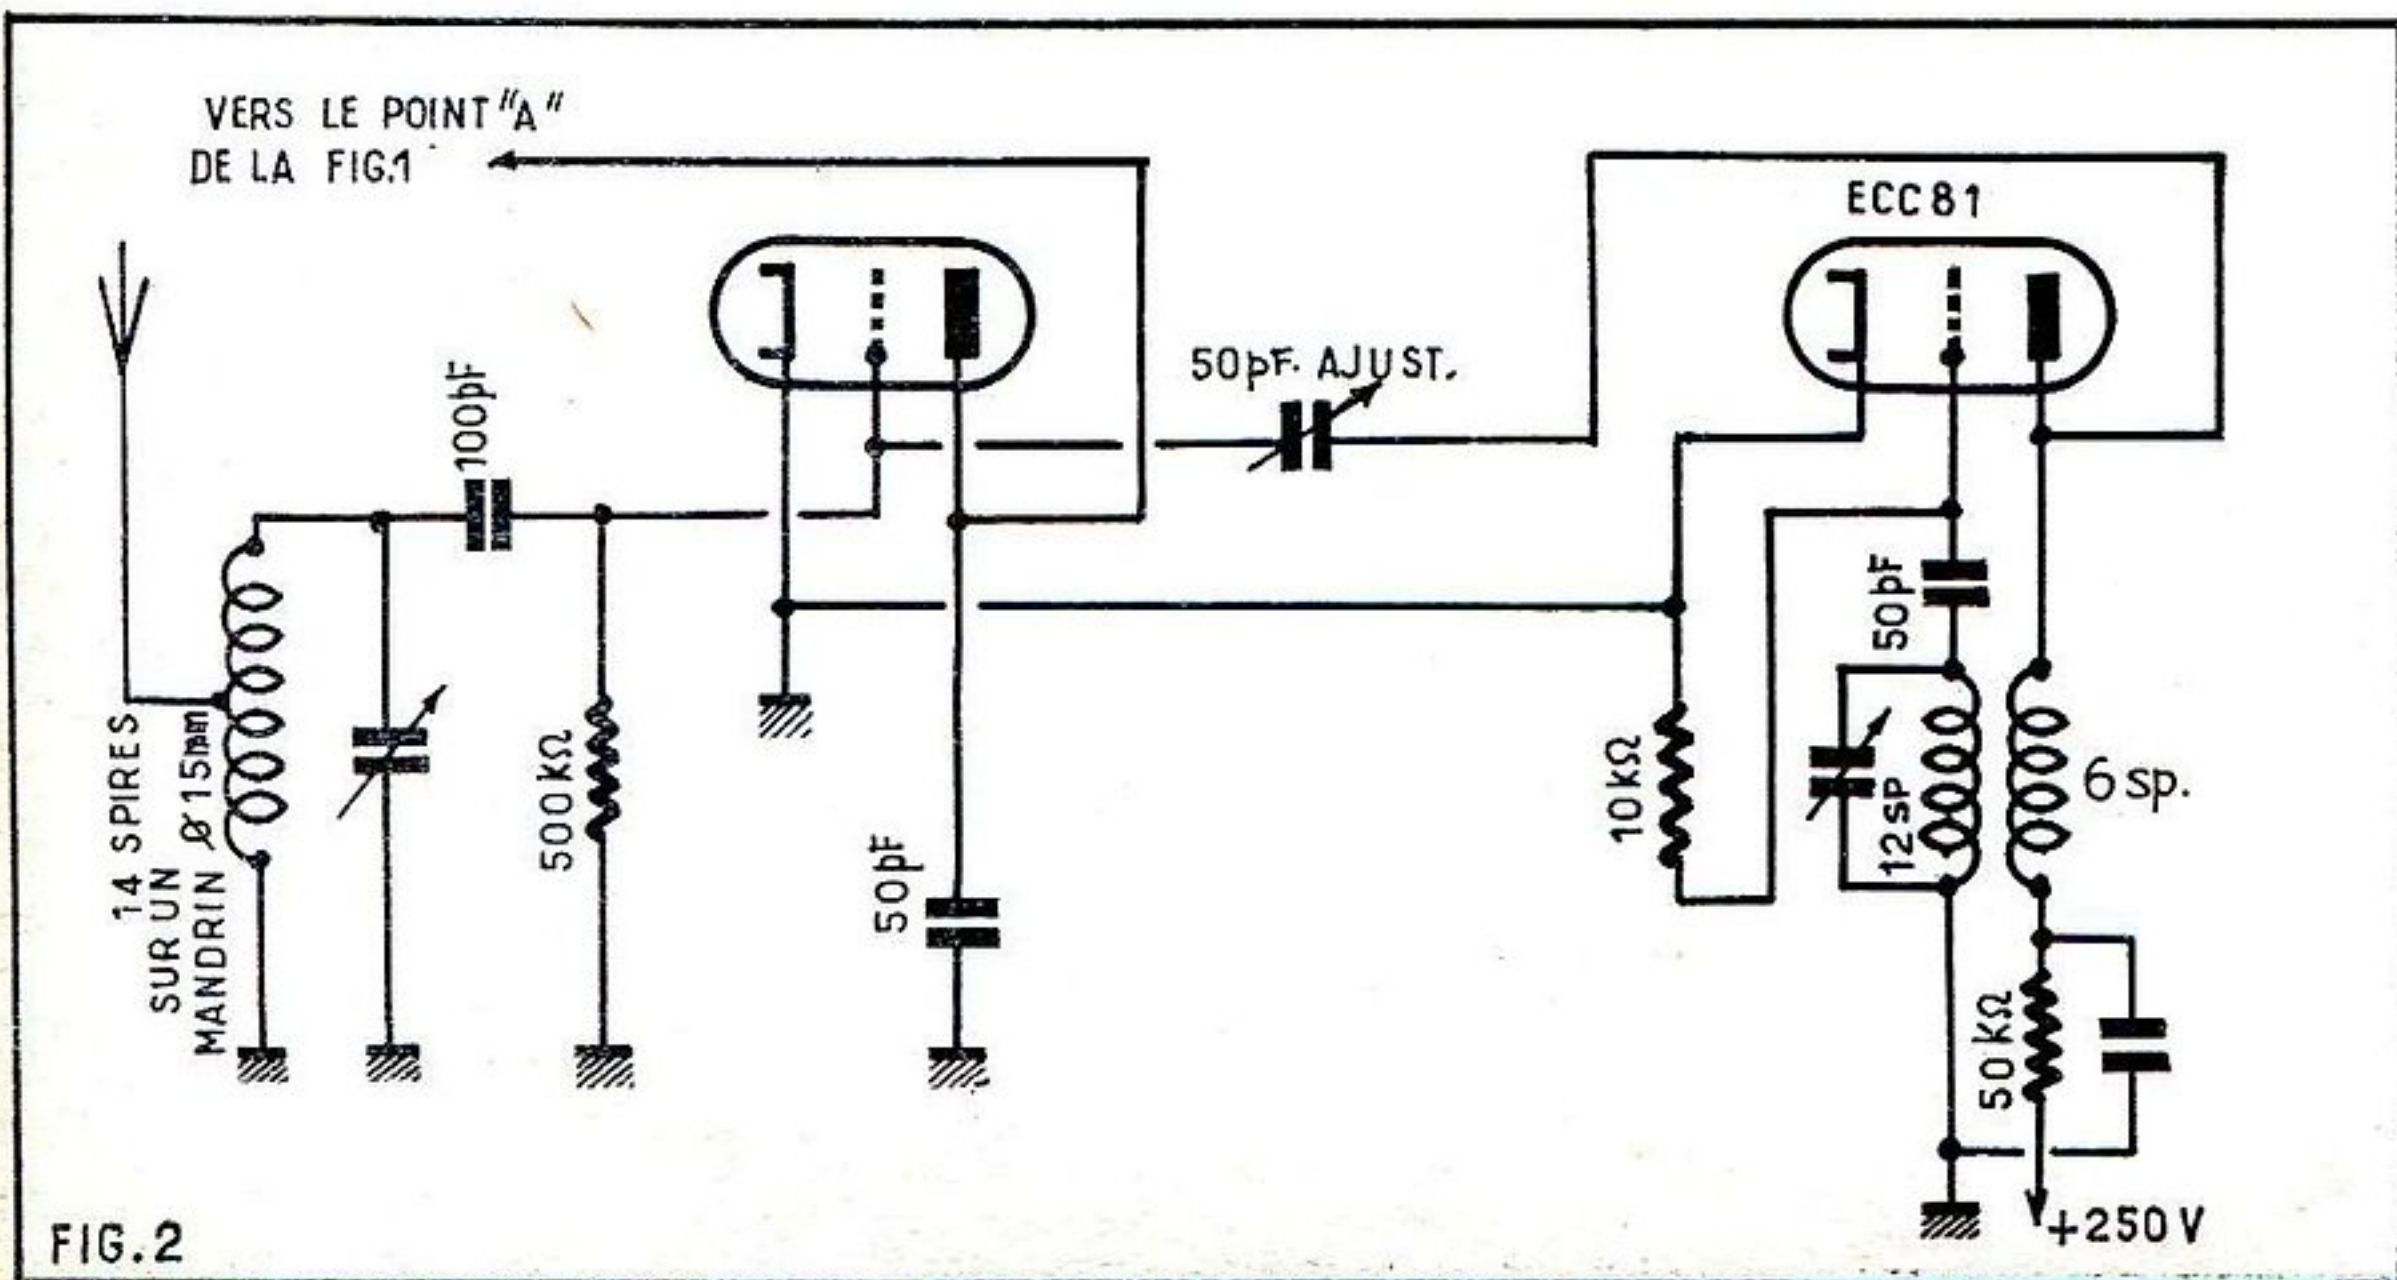 VERS LE POINT "A"
DE LA FIG.1
ECC81
50pF. AJUST.
100pF
50pF
14 SPIRES
SUR UN
MANDRIN Ø 15mm
500kΩ
50pF
10kΩ
12SP
6 sp.
50KΩ
+250V
FIG.2